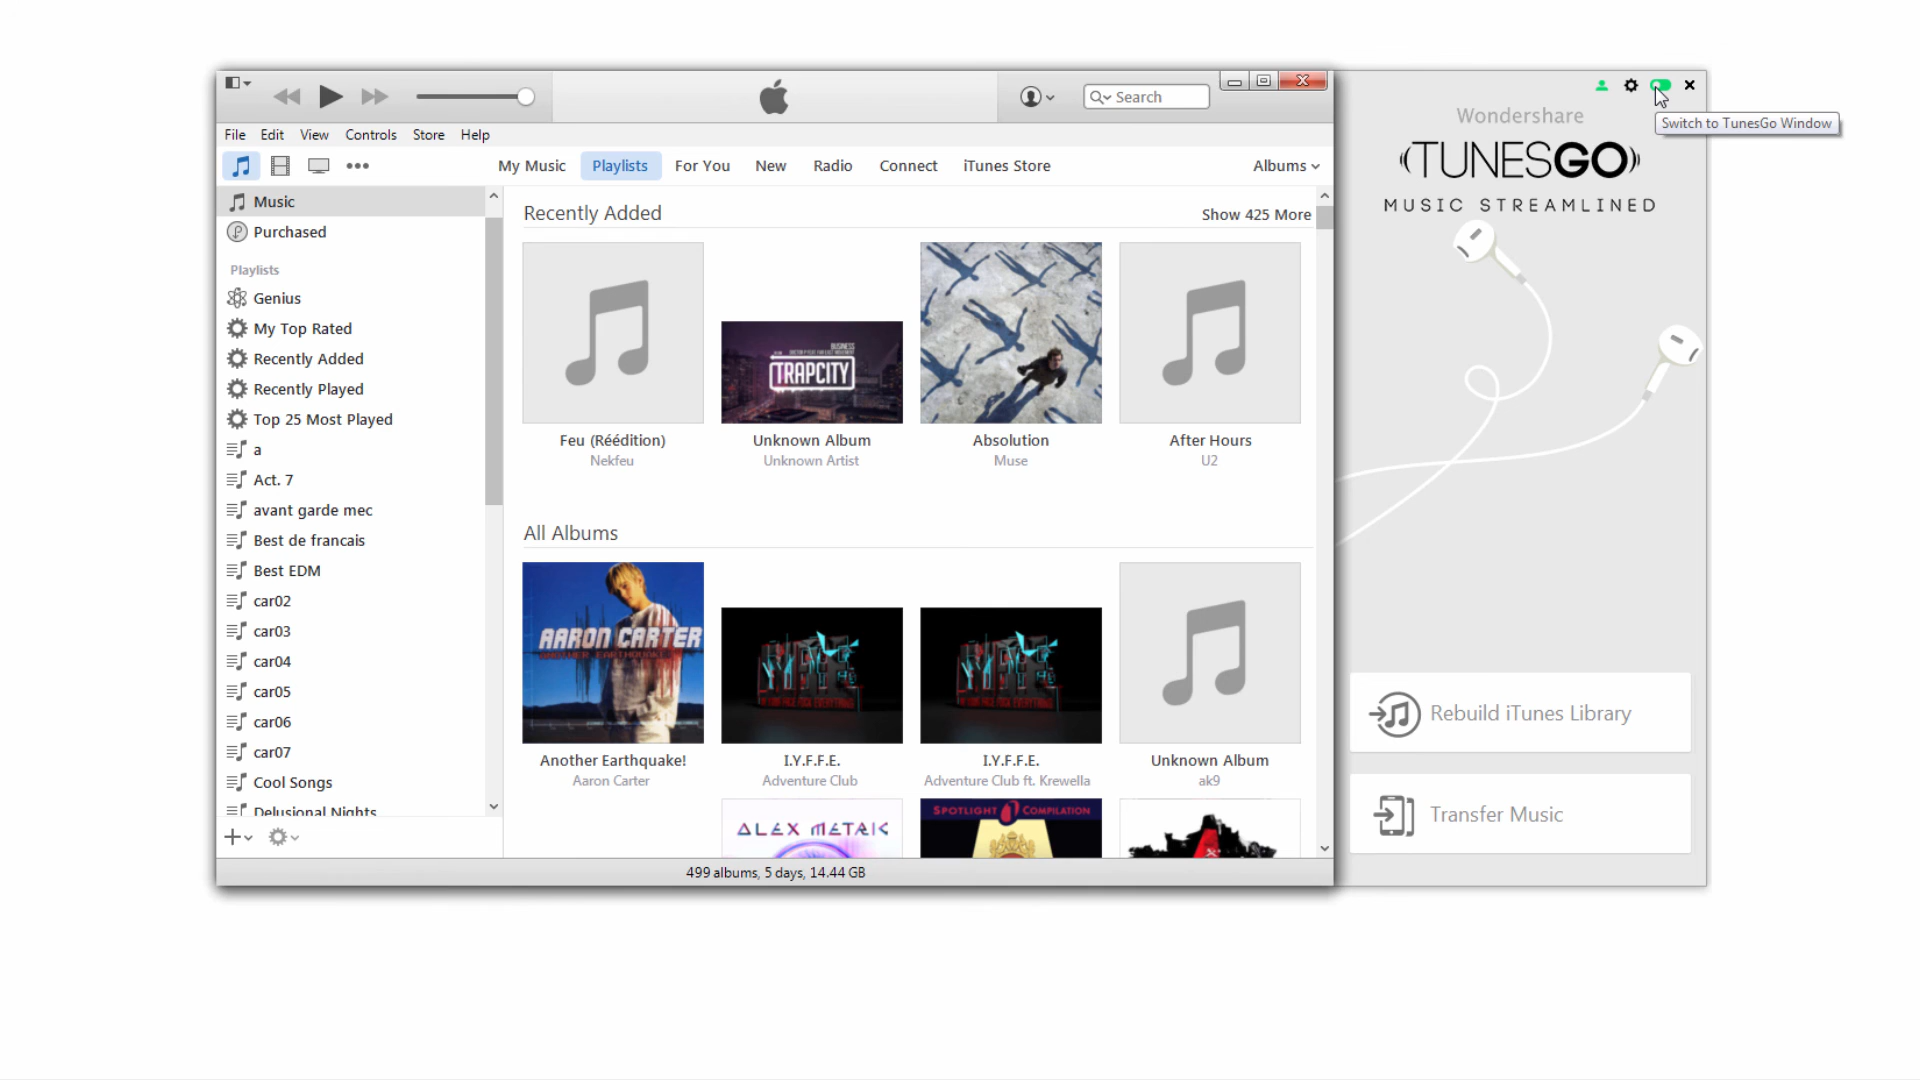 Search
File Edit View Controls Store Help
My Music Playlists For You New Radio Connect iTunes Store Albums
Music
Purchased
Playlists
Genius
My Top Rated
Recently Added
Recently Played
Top 25 Most Played
a
Act. 7
avant garde mec
Best de francais
Best EDM
car02
car03
car04
car05
car06
car07
Cool Songs
Delusional Nights
Recently Added Show 425 More
BUSINESS
TRAPCITY
Feu (Réédition) Unknown Album Absolution After Hours
Nekfeu Unknown Artist Muse U2
All Albums
AARON CARTER
Another Earthquake! I.Y.F.F.E. I.Y.F.F.E. Unknown Album
Aaron Carter Adventure Club Adventure Club ft. Krewella ak9
ALEX METRIC SPOTLIGHT COMPILATION
499 albums, 5 days, 14.44 GB
Switch to TunesGo Window
Wondershare
TUNESGO
MUSIC STREAMLINED
Rebuild iTunes Library
Transfer Music